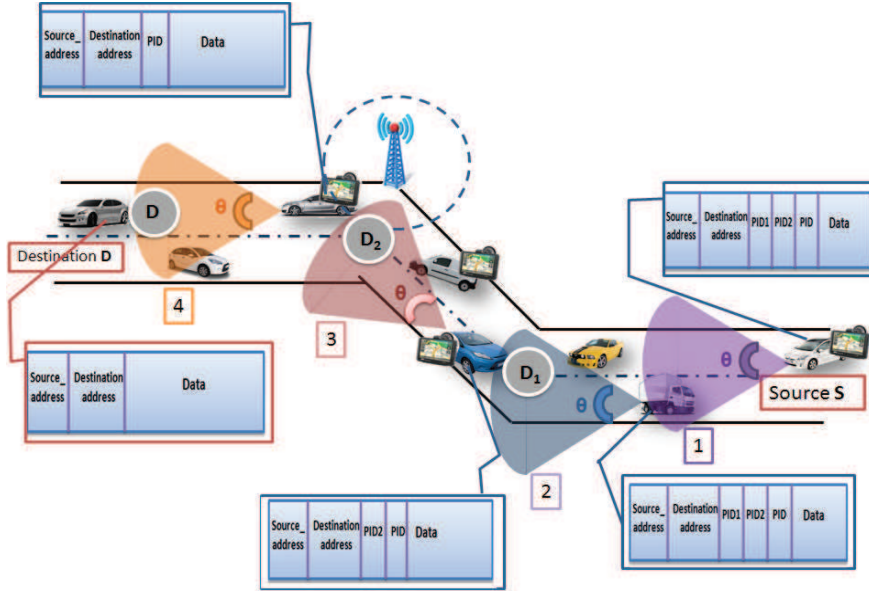 Source_
address
Destination
address
PID
Data
Source_
address
Destination
address
PID1
PID2
PID
Data
D
θ
D₂
θ
Destination D
4
3
D₁
θ
θ
Source S
1
2
Source_
address
Destination
address
Data
Source_
address
Destination
address
PID2
PID
Data
Source_
address
Destination
address
PID1
PID2
PID
Data